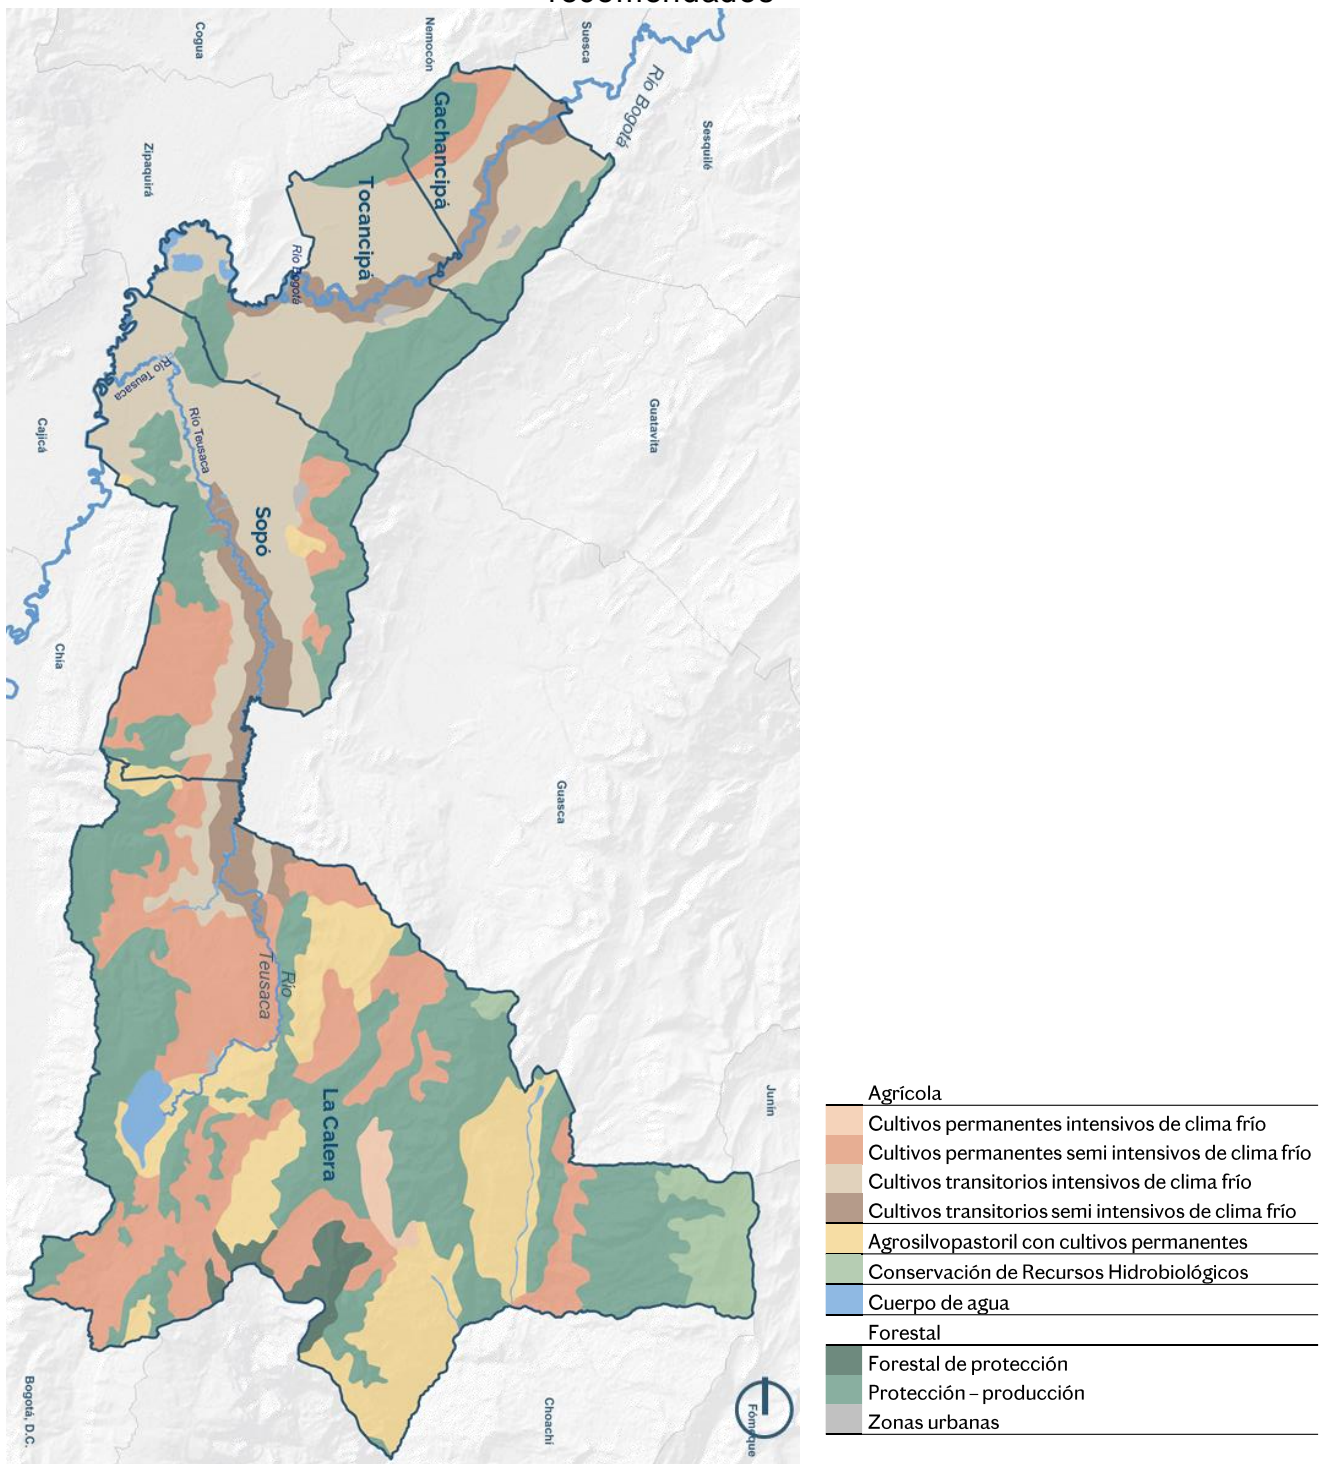 recomendados
Cogua
Nemocón
Suesca
Río Bogotá
Sesquilé
Gachancipá
Zipaquirá
Tocancipá
Río Bogotá
Río Teusaca
Río Teusaca
Cajicá
Guatavita
Sopó
Chía
Guasca
Río
Teusaca
La Calera
Junín
Bogotá, D.C.
Choachí
Fómeque
Agrícola
Cultivos permanentes intensivos de clima frío
Cultivos permanentes semi intensivos de clima frío
Cultivos transitorios intensivos de clima frío
Cultivos transitorios semi intensivos de clima frío
Agrosilvopastoril con cultivos permanentes
Conservación de Recursos Hidrobiológicos
Cuerpo de agua
Forestal
Forestal de protección
Protección – producción
Zonas urbanas